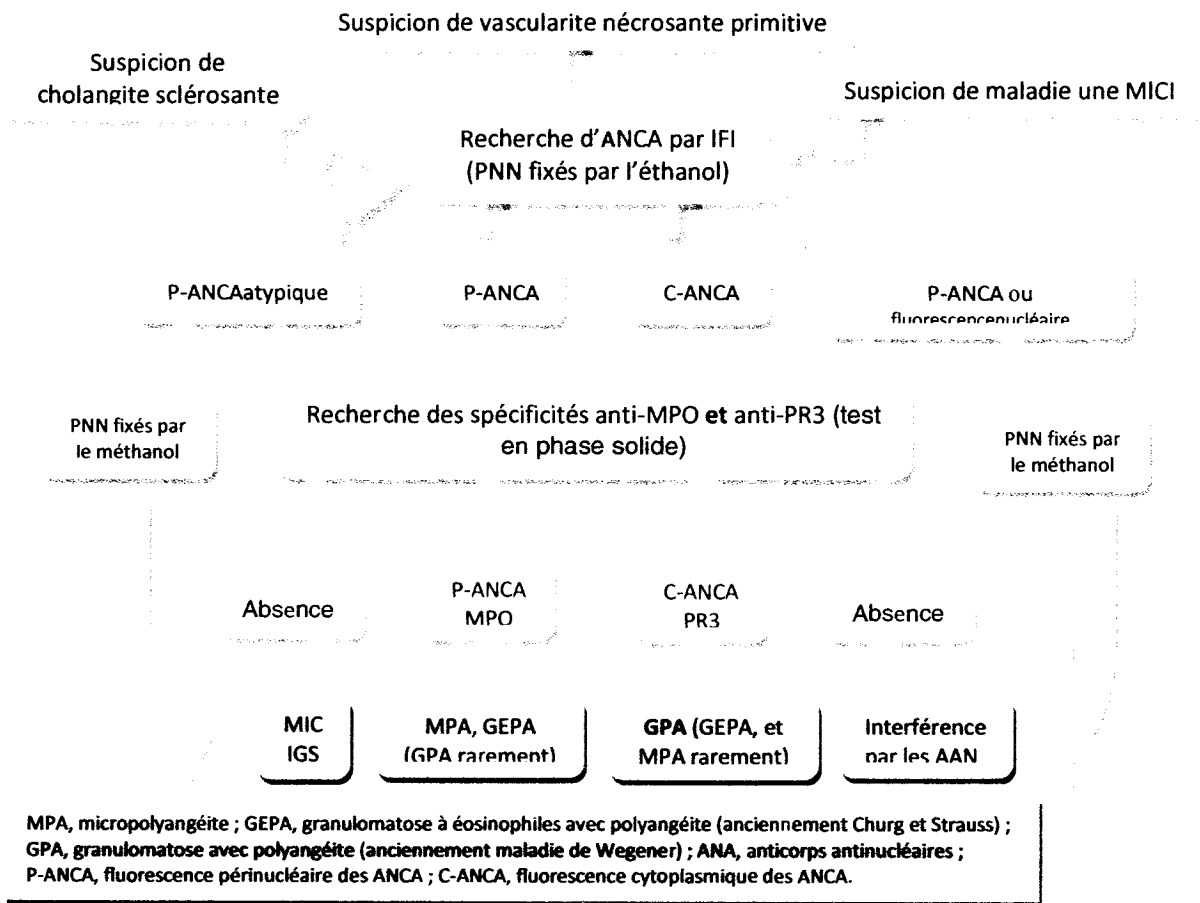 Suspicion de vascularite nécrosante primitive
Suspicion de
cholangite sclérosante
Suspicion de maladie une MICI
Recherche d'ANCA par IFI
(PNN fixés par l'éthanol)
P-ANCAatypique
P-ANCA
C-ANCA
P-ANCA ou
fluorescencenucléaire
PNN fixés par
le méthanol
Recherche des spécificités anti-MPO et anti-PR3 (test
en phase solide)
PNN fixés par
le méthanol
Absence
P-ANCA
MPO
C-ANCA
PR3
Absence
MIC
IGS
MPA, GEPA
(GPA rarement)
GPA (GEPA, et
MPA rarement)
Interférence
par les AAN
MPA, micropolyangéite ; GEPA, granulomatose à éosinophiles avec polyangéite (anciennement Churg et Strauss) ;
GPA, granulomatose avec polyangéite (anciennement maladie de Wegener) ; ANA, anticorps antinucléaires ;
P-ANCA, fluorescence périnucléaire des ANCA ; C-ANCA, fluorescence cytoplasmique des ANCA.